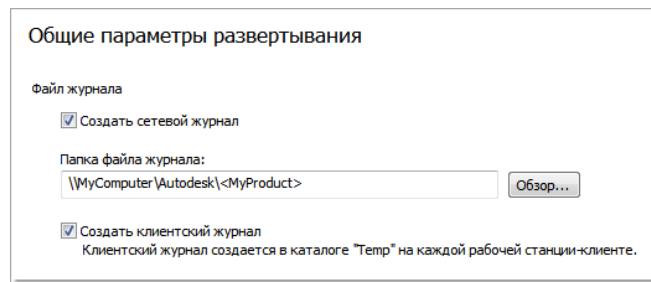 Общие параметры развертывания
Файл журнала
Создать сетевой журнал
Папка файла журнала:
\\MyComputer\Autodesk\<MyProduct>
Обзор...
Создать клиентский журнал
Клиентский журнал создается в каталоге "Temp" на каждой рабочей станции-клиенте.